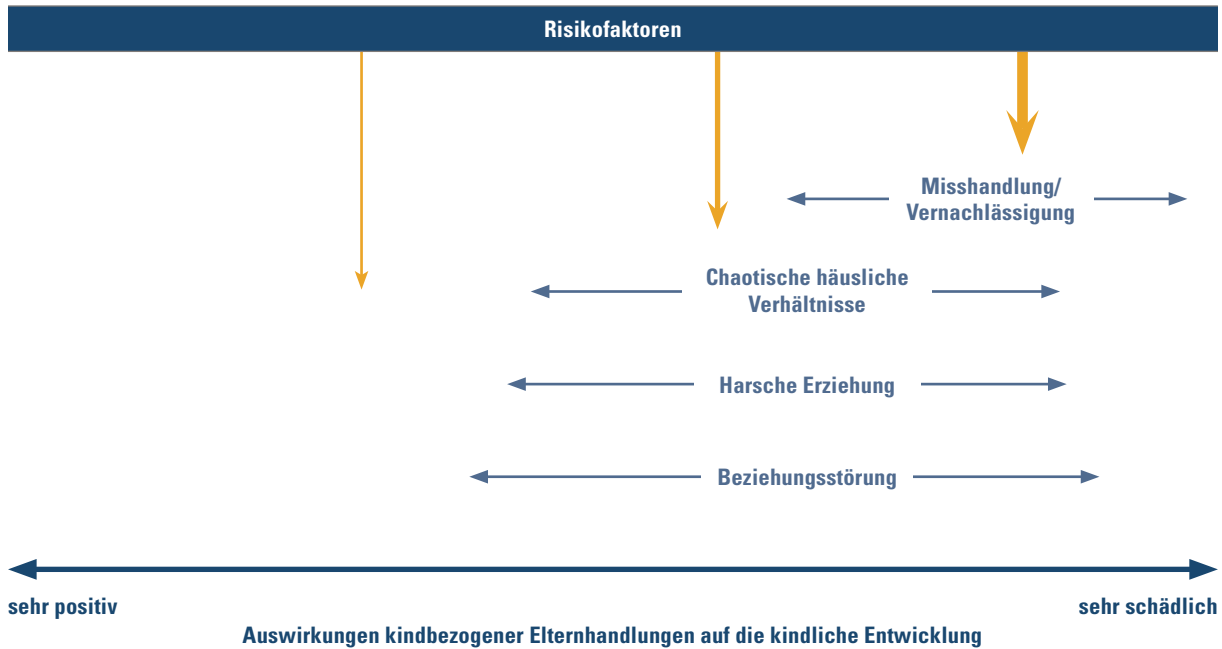 Risikofaktoren
Misshandlung/
Vernachlässigung
Chaotische häusliche
Verhältnisse
Harsche Erziehung
Beziehungsstörung
sehr positiv
sehr schädlich
Auswirkungen kindbezogener Elternhandlungen auf die kindliche Entwicklung